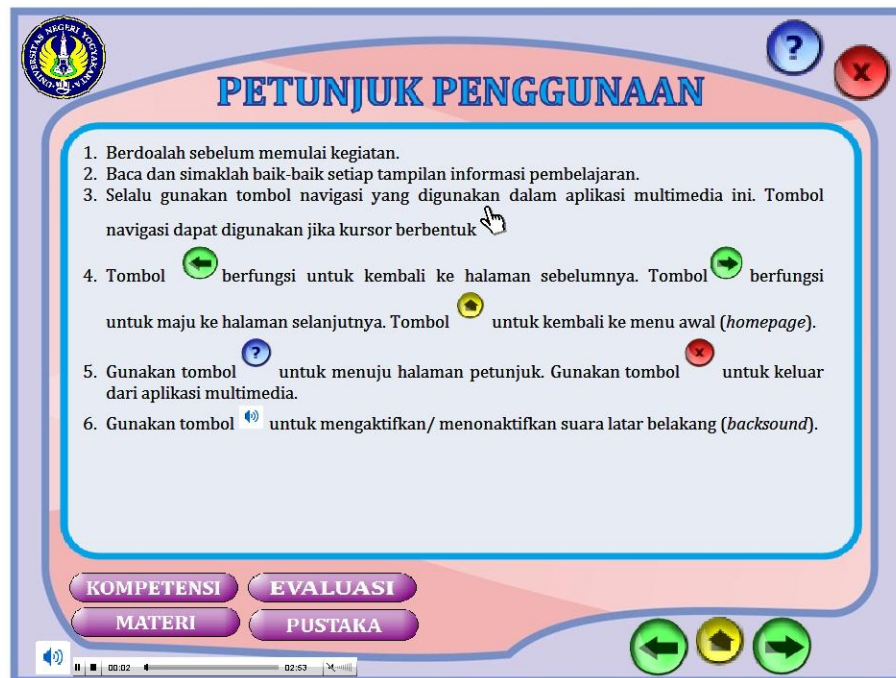 UNIVERSITAS NEGERI YOGYAKARTA
?
x
PETUNJUK PENGGUNAAN
1. Berdoalah sebelum memulai kegiatan.
2. Baca dan simaklah baik-baik setiap tampilan informasi pembelajaran.
3. Selalu gunakan tombol navigasi yang digunakan dalam aplikasi multimedia ini. Tombol
navigasi dapat digunakan jika kursor berbentuk
4. Tombol berfungsi untuk kembali ke halaman sebelumnya. Tombol berfungsi
untuk maju ke halaman selanjutnya. Tombol untuk kembali ke menu awal (homepage).
5. Gunakan tombol ? untuk menuju halaman petunjuk. Gunakan tombol x untuk keluar
dari aplikasi multimedia.
6. Gunakan tombol untuk mengaktifkan/ menonaktifkan suara latar belakang (backsound).
KOMPETENSI EVALUASI
MATERI PUSTAKA
00:02 02:53